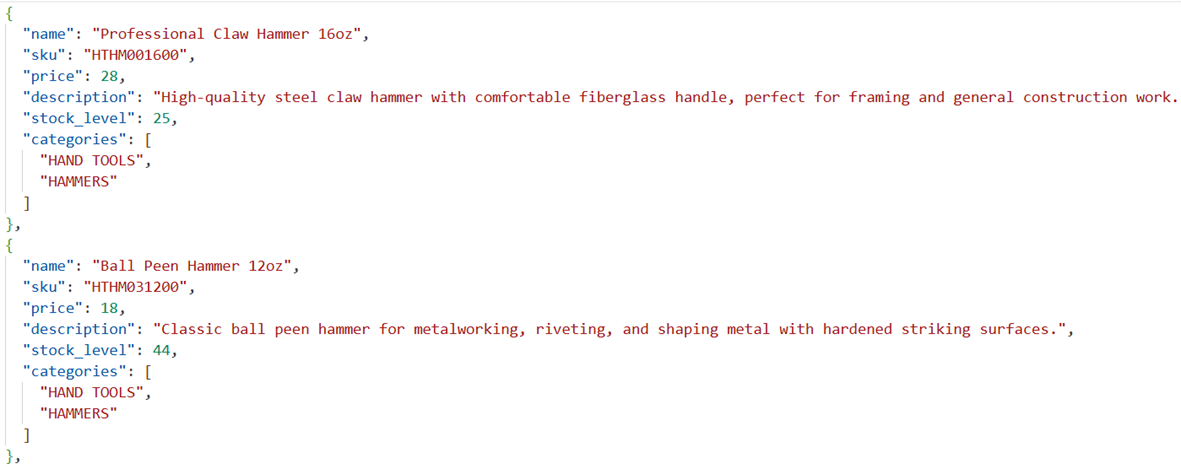 {
"name": "Professional Claw Hammer 16oz",
"sku": "HTHM001600",
"price": 28,
"description": "High-quality steel claw hammer with comfortable fiberglass handle, perfect for framing and general construction work.
"stock_level": 25,
"categories": [
"HAND TOOLS",
"HAMMERS"
]
},
{
"name": "Ball Peen Hammer 12oz",
"sku": "HTHM031200",
"price": 18,
"description": "Classic ball peen hammer for metalworking, riveting, and shaping metal with hardened striking surfaces.",
"stock_level": 44,
"categories": [
"HAND TOOLS",
"HAMMERS"
]
},